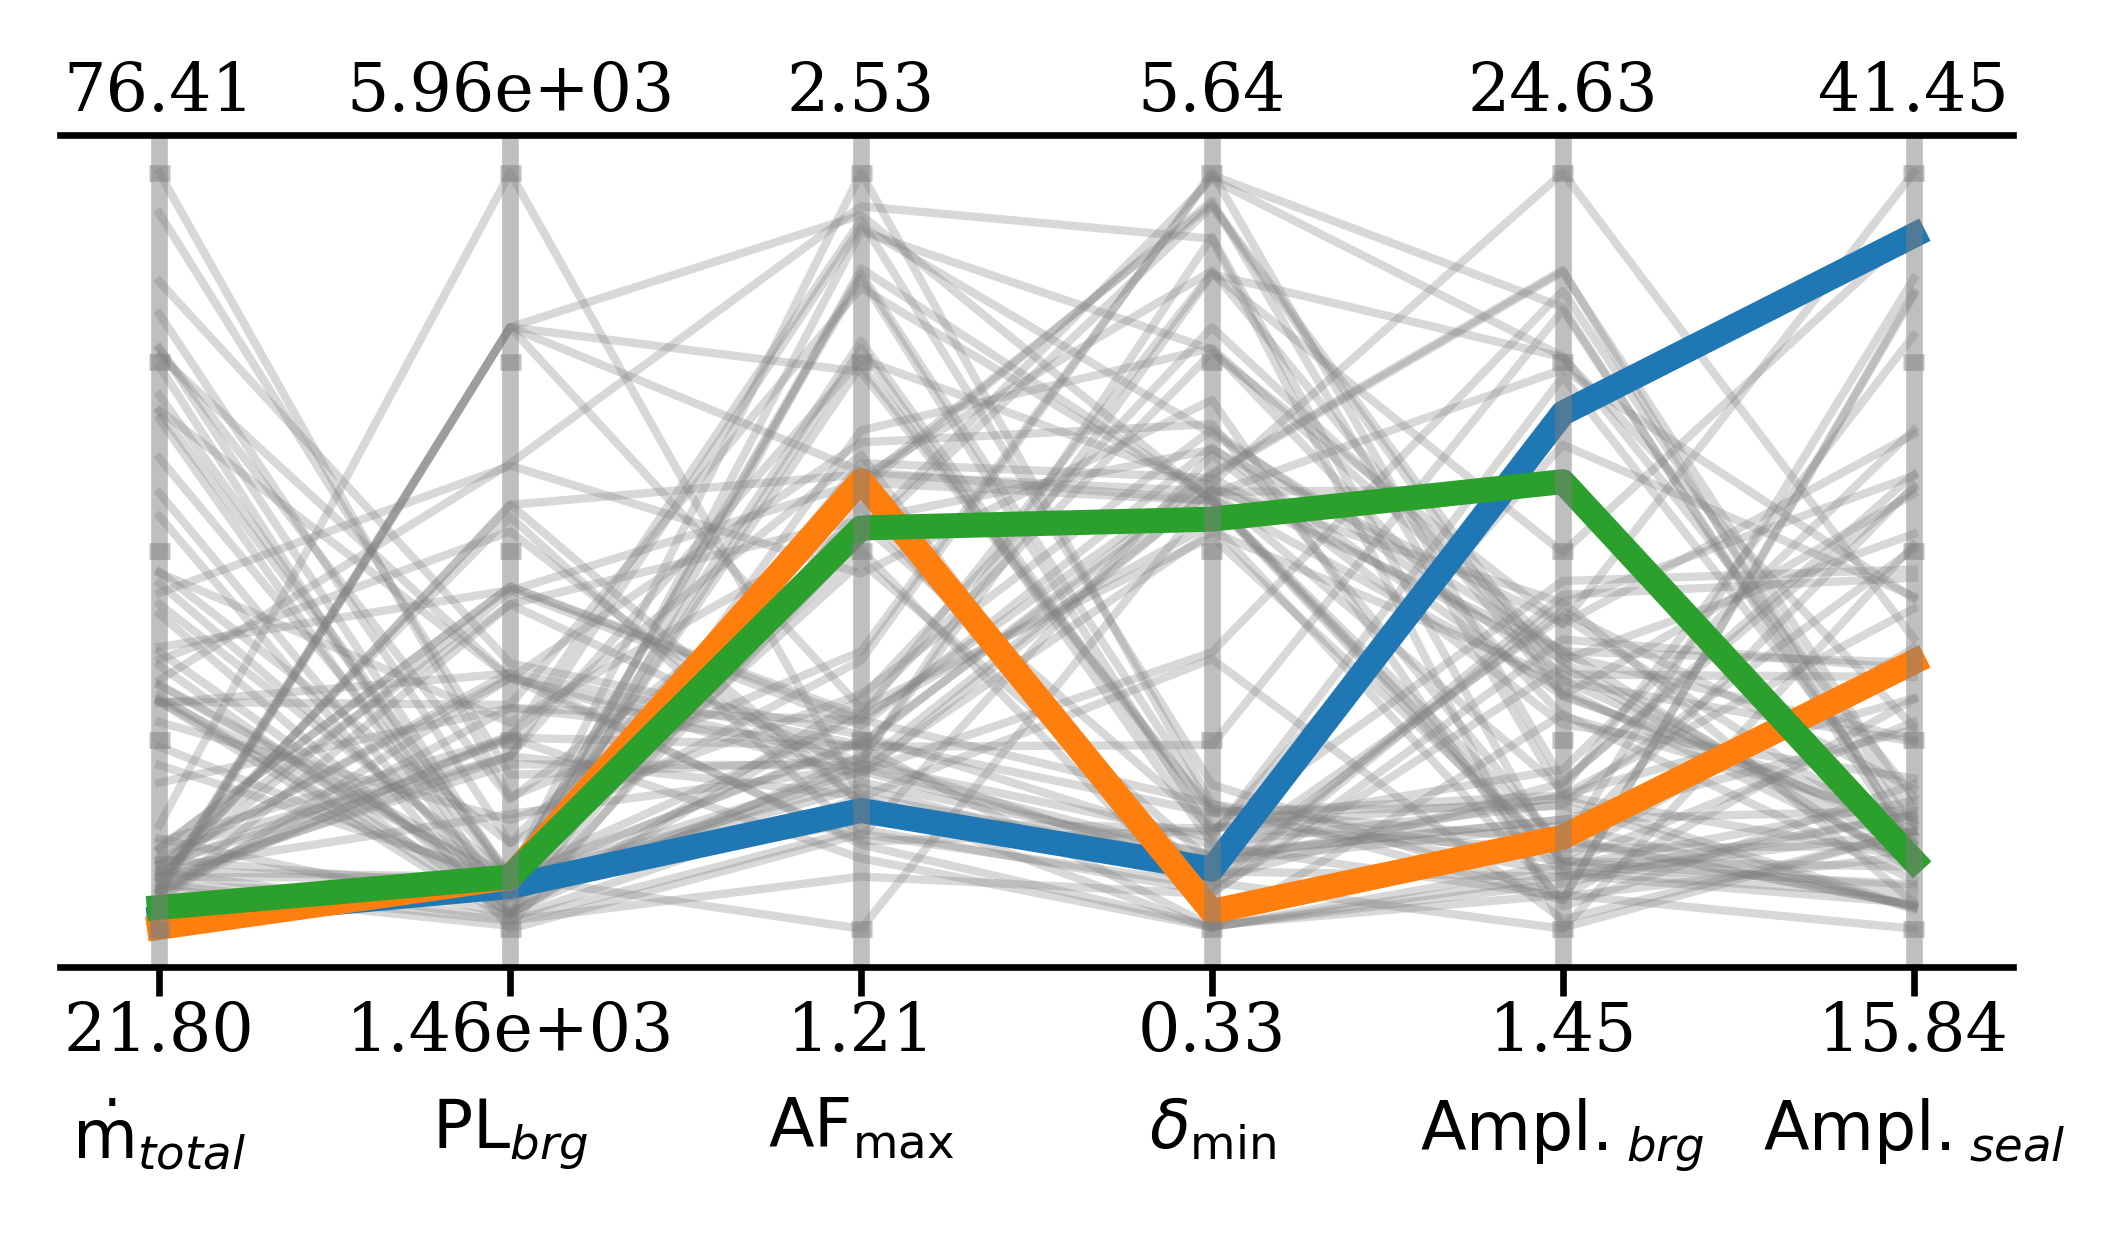 76.41 5.96e+03 2.53 5.64 24.63 41.45
21.80 1.46e+03 1.21 0.33 1.45 15.84
ṁtotal PLbrg AFmax δmin Ampl. brg Ampl. seal